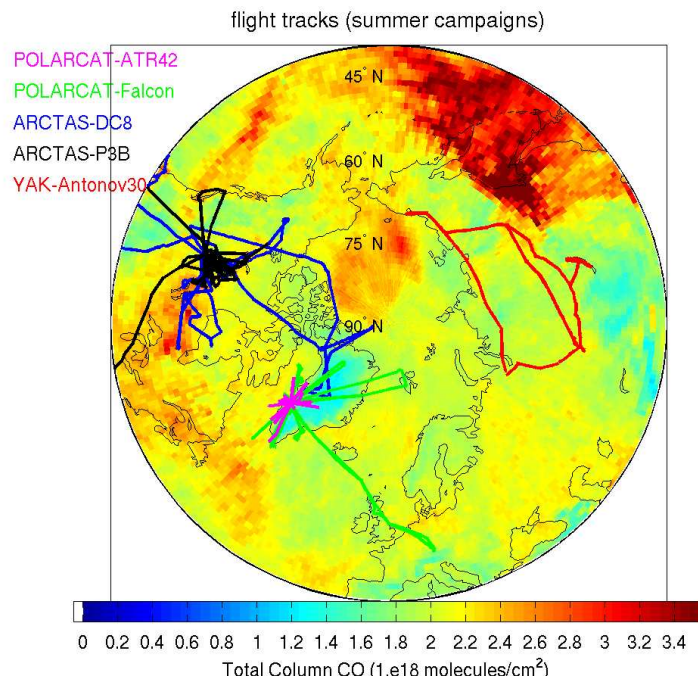 flight tracks (summer campaigns)
POLARCAT-ATR42
POLARCAT-Falcon
ARCTAS-DC8
ARCTAS-P3B
YAK-Antonov30
45° N
60° N
75° N
90° N
0 0.2 0.4 0.6 0.8 1 1.2 1.4 1.6 1.8 2 2.2 2.4 2.6 2.8 3 3.2 3.4
Total Column CO (1.e18 molecules/cm²)